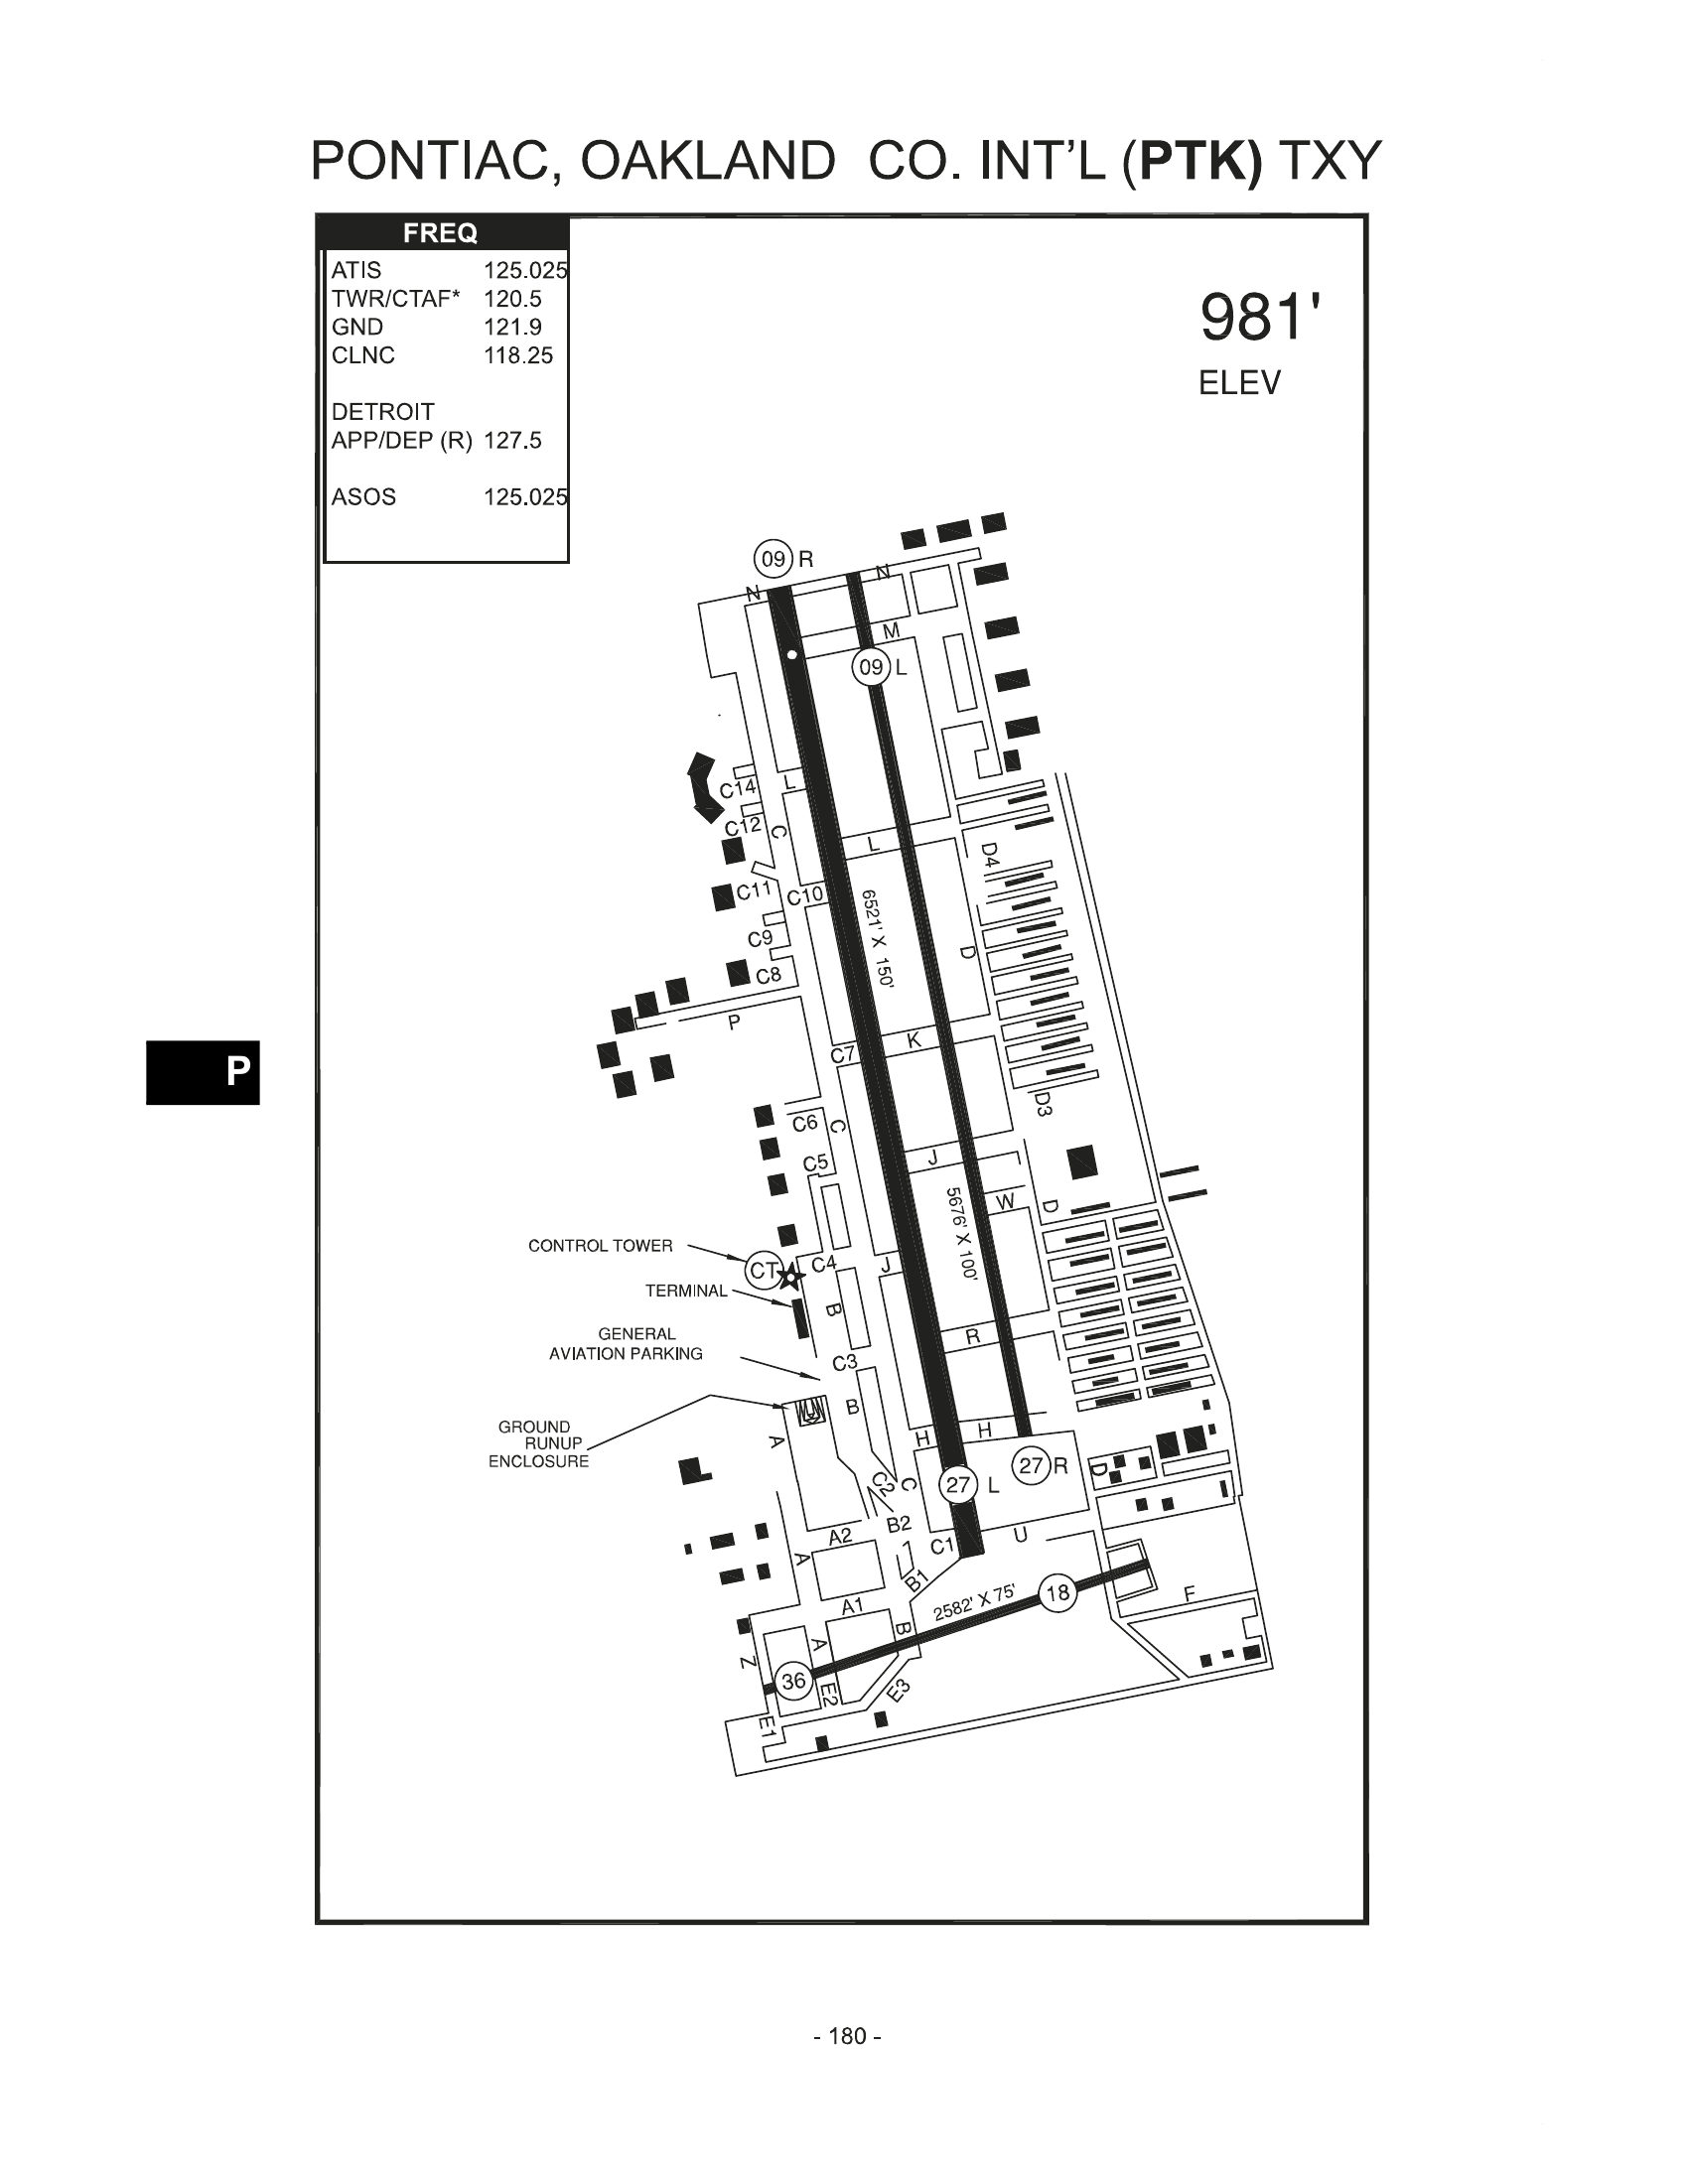 PONTIAC, OAKLAND CO. INT'L (PTK) TXY
FREQ
ATIS 125.025
TWR/CTAF* 120.5
GND 121.9
CLNC 118.25
DETROIT
APP/DEP (R) 127.5
ASOS 125.025
981'
ELEV
09 R
N
N
M
09 L
C14
L
C12
C
L
D4
C11
C10
6521' X 150'
C9
D
C8
P
K
C7
D3
C6
C
J
C5
W
D
5676' X 100'
CONTROL TOWER
CT
C4
J
TERMINAL
B
GENERAL
AVIATION PARKING
R
C3
B
GROUND
RUNUP
ENCLOSURE
A
H
H
27 L
27 R
D
C2
C
B2
A2
U
C1
A
B1
2582' X 75'
18
F
A1
B
A
Z
36
E2
E3
E1
P
- 180 -